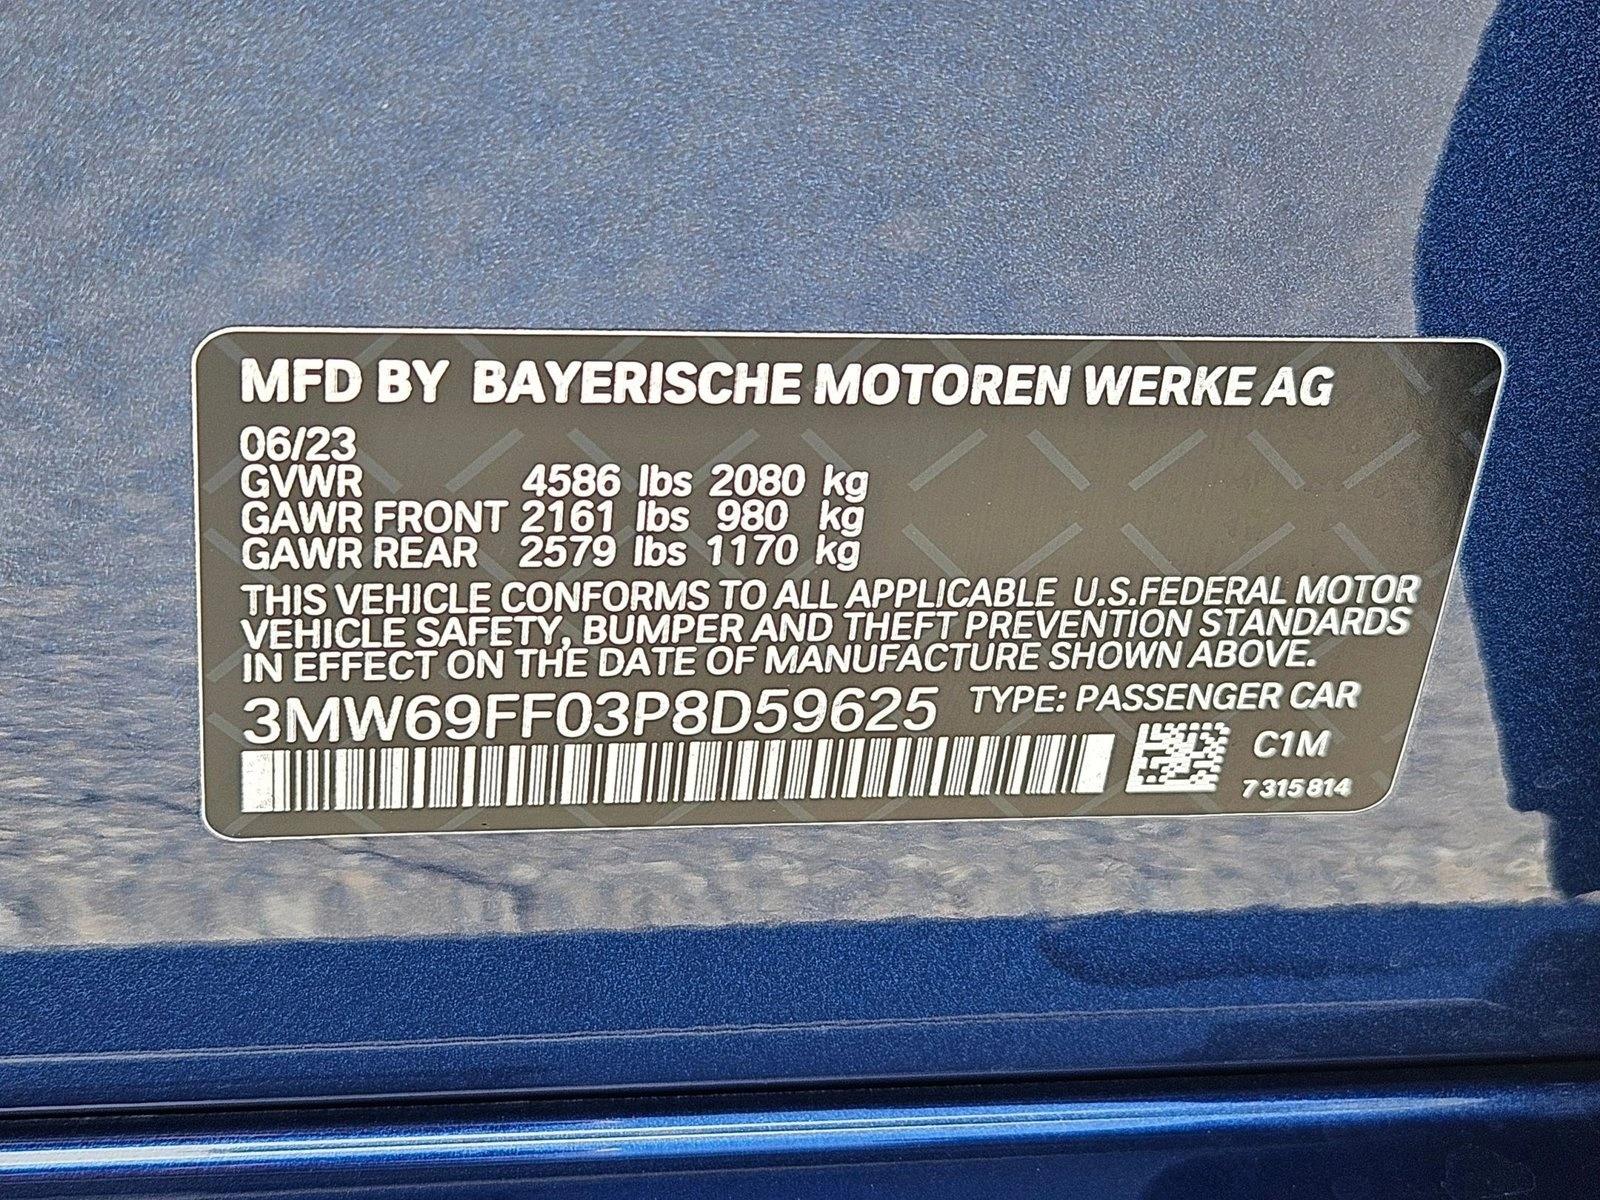 MFD BY BAYERISCHE MOTOREN WERKE AG
06/23
GVWR 4586 lbs 2080 kg
GAWR FRONT 2161 lbs 980 kg
GAWR REAR 2579 lbs 1170 kg
THIS VEHICLE CONFORMS TO ALL APPLICABLE U.S.FEDERAL MOTOR
VEHICLE SAFETY, BUMPER AND THEFT PREVENTION STANDARDS
IN EFFECT ON THE DATE OF MANUFACTURE SHOWN ABOVE.
3MW69FF03P8D59625 TYPE: PASSENGER CAR
C1M
7 315 814